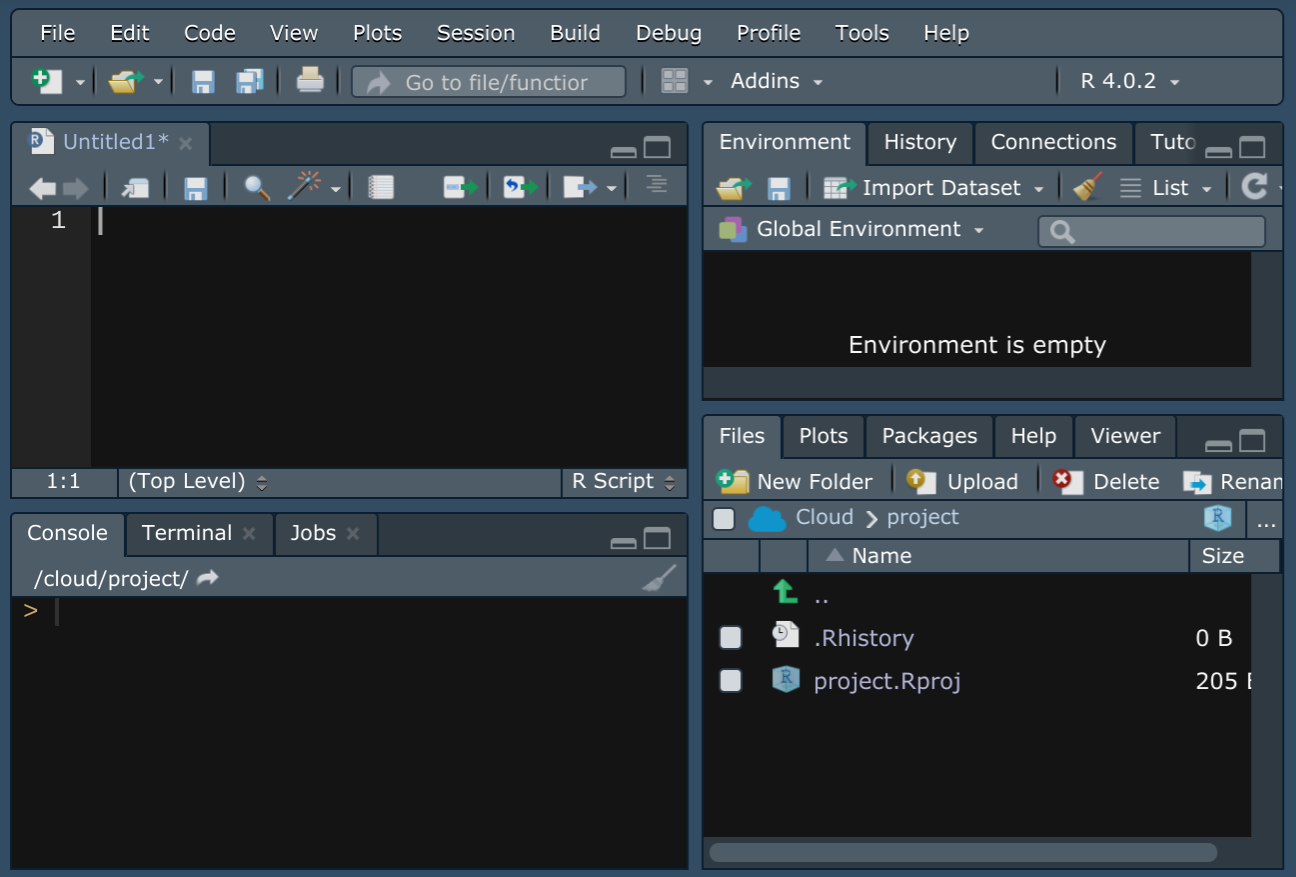 File Edit Code View Plots Session Build Debug Profile Tools Help
Go to file/function Addins R 4.0.2
Untitled1*
1
1:1 (Top Level) R Script
Console Terminal Jobs
/cloud/project/
>
Environment History Connections Tuto
Import Dataset List
Global Environment
Environment is empty
Files Plots Packages Help Viewer
New Folder Upload Delete Renam
Cloud project ...
Name Size
..
.Rhistory 0 B
project.Rproj 205 B